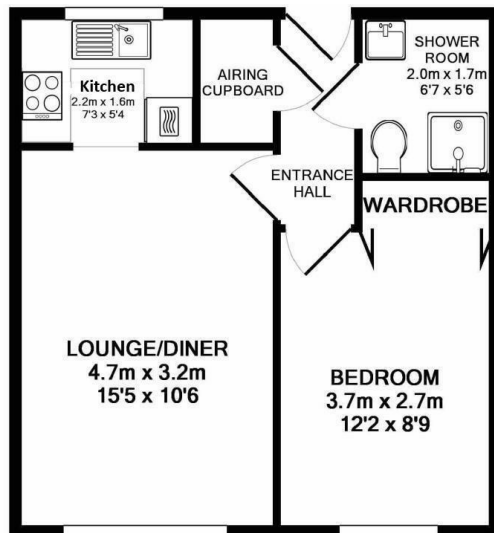 Kitchen
2.2m x 1.6m
7'3 x 5'4
AIRING
CUPBOARD
SHOWER
ROOM
2.0m x 1.7m
6'7 x 5'6
ENTRANCE
HALL
WARDROBE
LOUNGE/DINER
4.7m x 3.2m
15'5 x 10'6
BEDROOM
3.7m x 2.7m
12'2 x 8'9